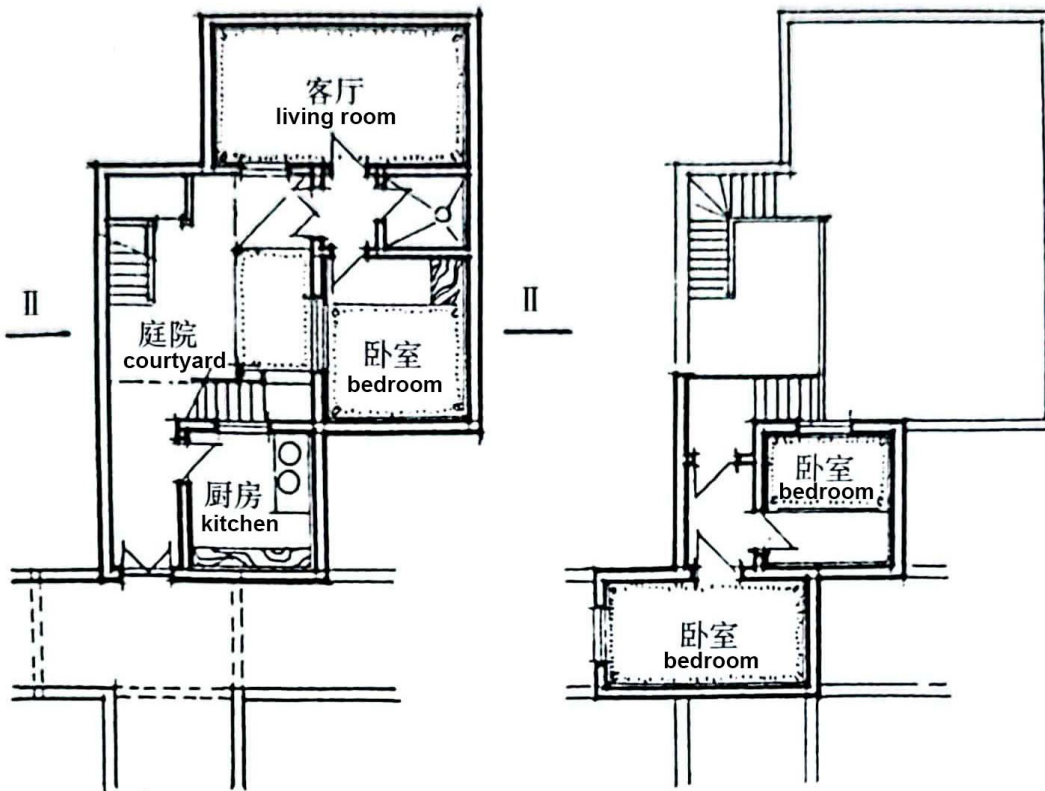 客厅
living room
庭院
courtyard
卧室
bedroom
厨房
kitchen
II
II
卧室
bedroom
卧室
bedroom